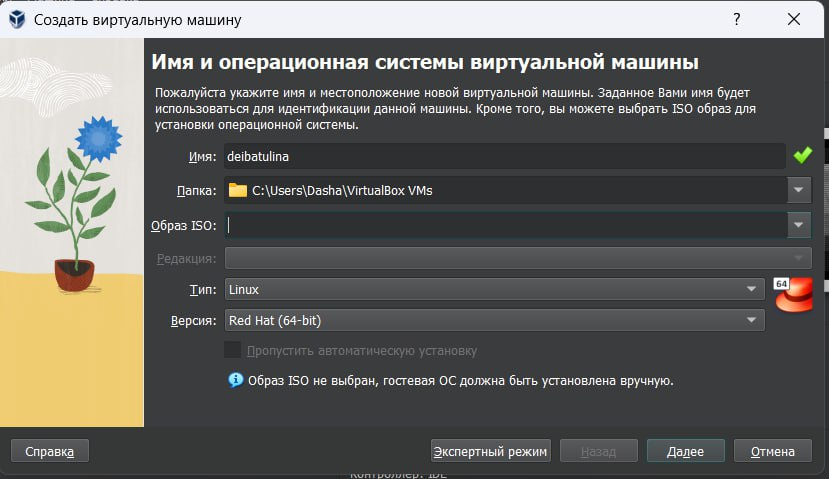 Создать виртуальную машину
?
Имя и операционная системы виртуальной машины
Пожалуйста укажите имя и местоположение новой виртуальной машины. Заданное Вами имя будет
использоваться для идентификации данной машины. Кроме того, вы можете выбрать ISO образ для
установки операционной системы.
Имя: deibatulina
Папка: C:\Users\Dasha\VirtualBox VMs
Образ ISO:
Редакция:
Тип: Linux
64
Версия: Red Hat (64-bit)
Пропустить автоматическую установку
Образ ISO не выбран, гостевая ОС должна быть установлена вручную.
Справка Экспертный режим Назад Далее Отмена
Контроллер: IDE